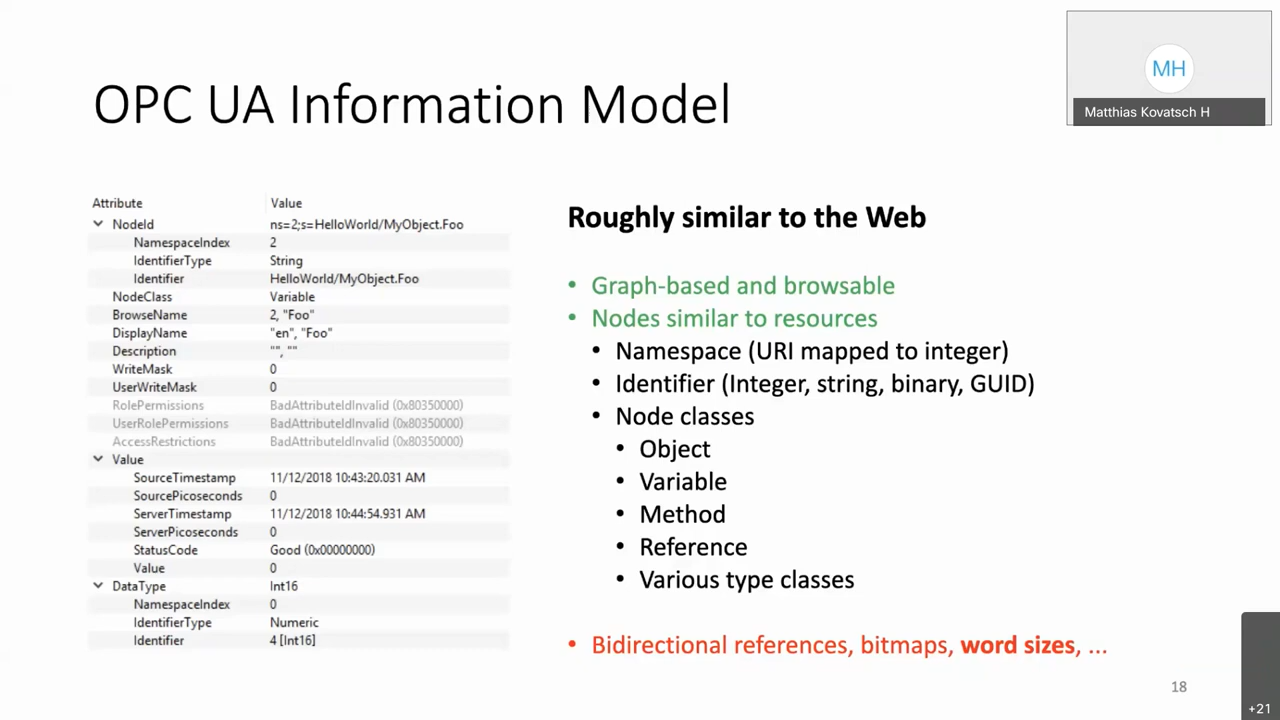 OPC UA Information Model
MH
Matthias Kovatsch H
Attribute Value
NodeId ns=2;s=HelloWorld/MyObject.Foo
NamespaceIndex 2
IdentifierType String
Identifier HelloWorld/MyObject.Foo
NodeClass Variable
BrowseName 2, "Foo"
DisplayName "en", "Foo"
Description "", ""
WriteMask 0
UserWriteMask 0
RolePermissions BadAttributeIdInvalid (0x80350000)
UserRolePermissions BadAttributeIdInvalid (0x80350000)
AccessRestrictions BadAttributeIdInvalid (0x80350000)
Value
SourceTimestamp 11/12/2018 10:43:20.031 AM
SourcePicoseconds 0
ServerTimestamp 11/12/2018 10:44:54.931 AM
ServerPicoseconds 0
StatusCode Good (0x00000000)
Value 0
DataType Int16
NamespaceIndex 0
IdentifierType Numeric
Identifier 4 [Int16]
Roughly similar to the Web
• Graph-based and browsable
• Nodes similar to resources
• Namespace (URI mapped to integer)
• Identifier (Integer, string, binary, GUID)
• Node classes
• Object
• Variable
• Method
• Reference
• Various type classes
• Bidirectional references, bitmaps, word sizes, ...
18
+21